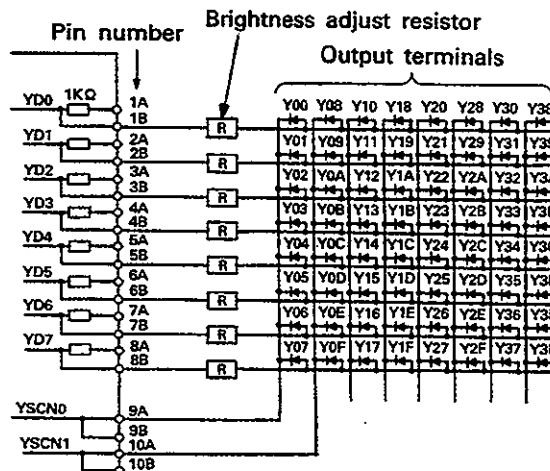 Brightness adjust resistor
Pin number
Output terminals
1KΩ
YD0
1A
1B
R
Y00 Y08 Y10 Y18 Y20 Y28 Y30 Y38
YD1
2A
2B
R
Y01 Y09 Y11 Y19 Y21 Y29 Y31 Y39
YD2
3A
3B
R
Y02 Y0A Y12 Y1A Y22 Y2A Y32
YD3
4A
4B
R
Y03 Y0B Y13 Y1B Y23 Y2B Y33
YD4
5A
5B
R
Y04 Y0C Y14 Y1C Y24 Y2C Y34
YD5
6A
6B
R
Y05 Y0D Y15 Y1D Y25 Y2D Y35
YD6
7A
7B
R
Y06 Y0E Y16 Y1E Y26 Y2E Y36
YD7
8A
8B
R
Y07 Y0F Y17 Y1F Y27 Y2F Y37
YSCN0
9A
9B
YSCN1
10A
10B